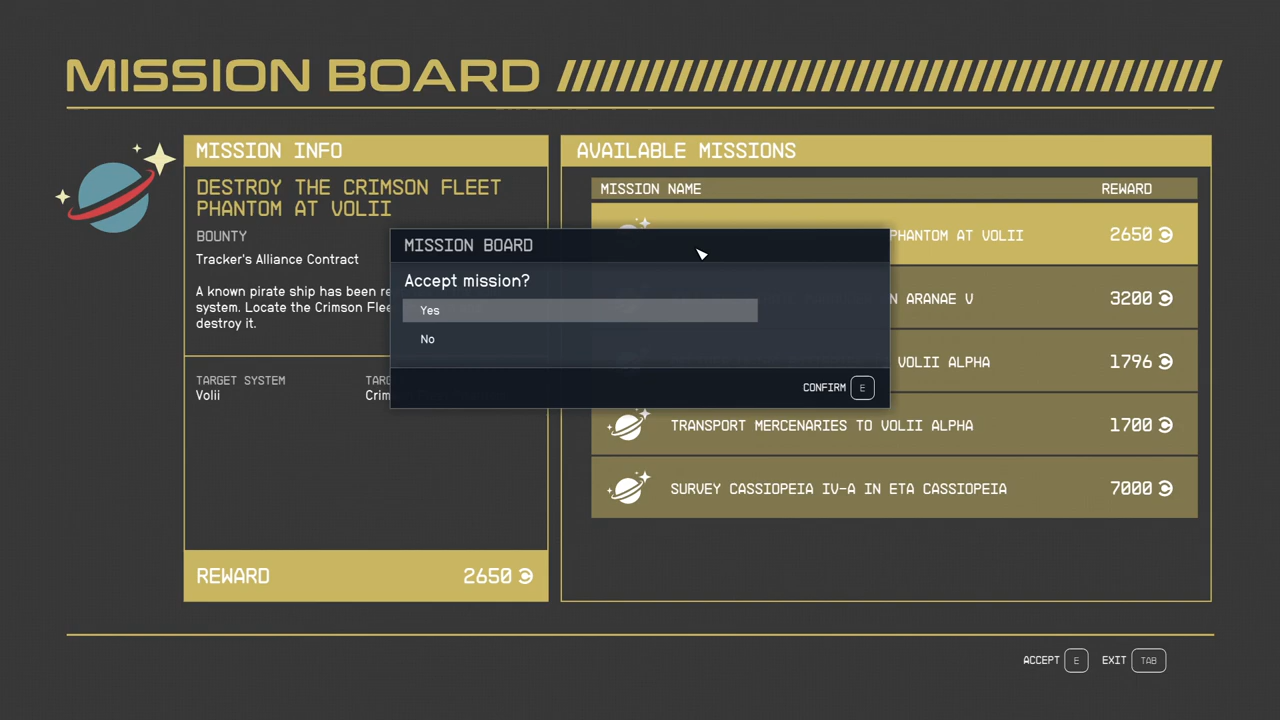 MISSION BOARD
MISSION INFO
DESTROY THE CRIMSON FLEET
PHANTOM AT VOLII
BOUNTY
Tracker's Alliance Contract
A known pirate ship has been
system. Locate the Crimson
destroy it.
TARGET SYSTEM
Volii
REWARD 2650
AVAILABLE MISSIONS
MISSION NAME REWARD
PHANTOM AT VOLII 2650
ARANAE V 3200
VOLII ALPHA 1796
TRANSPORT MERCENARIES TO VOLII ALPHA 1700
SURVEY CASSIOPEIA IV-A IN ETA CASSIOPEIA 7000
MISSION BOARD
Accept mission?
Yes
No
CONFIRM E
ACCEPT E EXIT TAB